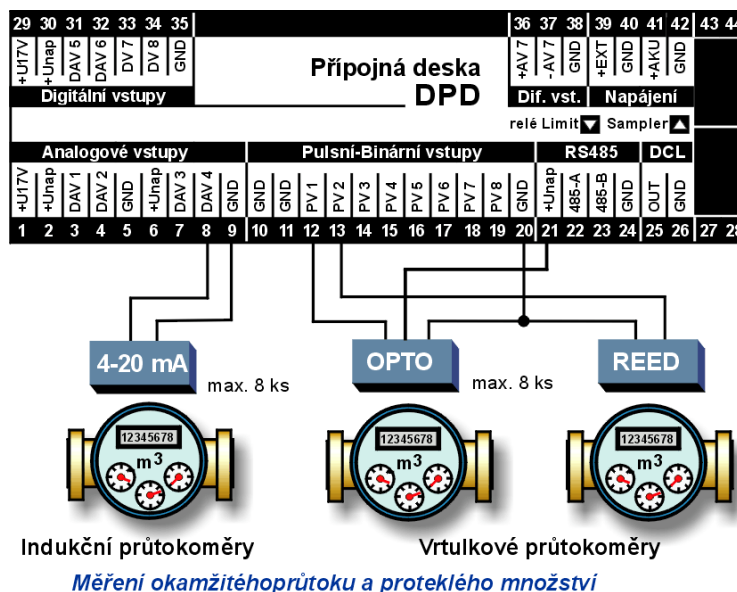 29 30 31 32 33 34 35 36 37 38 39 40 41 42 43 44
+U17V +Unap DAV 5 DAV 6 DV 7 DV 8 GND +AV 7 -AV 7 GND +EXT GND +AKU GND
Přípojná deska
Digitální vstupy DPD Dif. vst. Napájení
relé Limit Sampler
Analogové vstupy Pulsní-Binární vstupy RS485 DCL
+U17V +Unap DAV 1 DAV 2 GND +Unap DAV 3 DAV 4 GND GND GND PV 1 PV 2 PV 3 PV 4 PV 5 PV 6 PV 7 PV 8 GND +Unap 485-A 485-B GND OUT GND
1 2 3 4 5 6 7 8 9 10 11 12 13 14 15 16 17 18 19 20 21 22 23 24 25 26 27 28
4-20 mA OPTO REED
max. 8 ks max. 8 ks
12345678 12345678 12345678
m3 m3 m3
Indukční průtokoměry Vrtulkové průtokoměry
Měření okamžitéhoprůtoku a proteklého množství